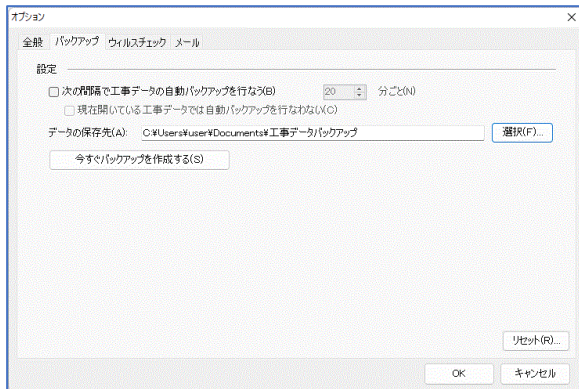 オプション
全般 バックアップ ウィルスチェック メール
設定
次の間隔で工事データの自動バックアップを行なう(B) 20 分ごと(N)
現在開いている工事データでは自動バックアップを行なわない(C)
データの保存先(A): C:¥Users¥user¥Documents¥工事データバックアップ 選択(F)...
今すぐバックアップを作成する(S)
リセット(R)...
OK キャンセル